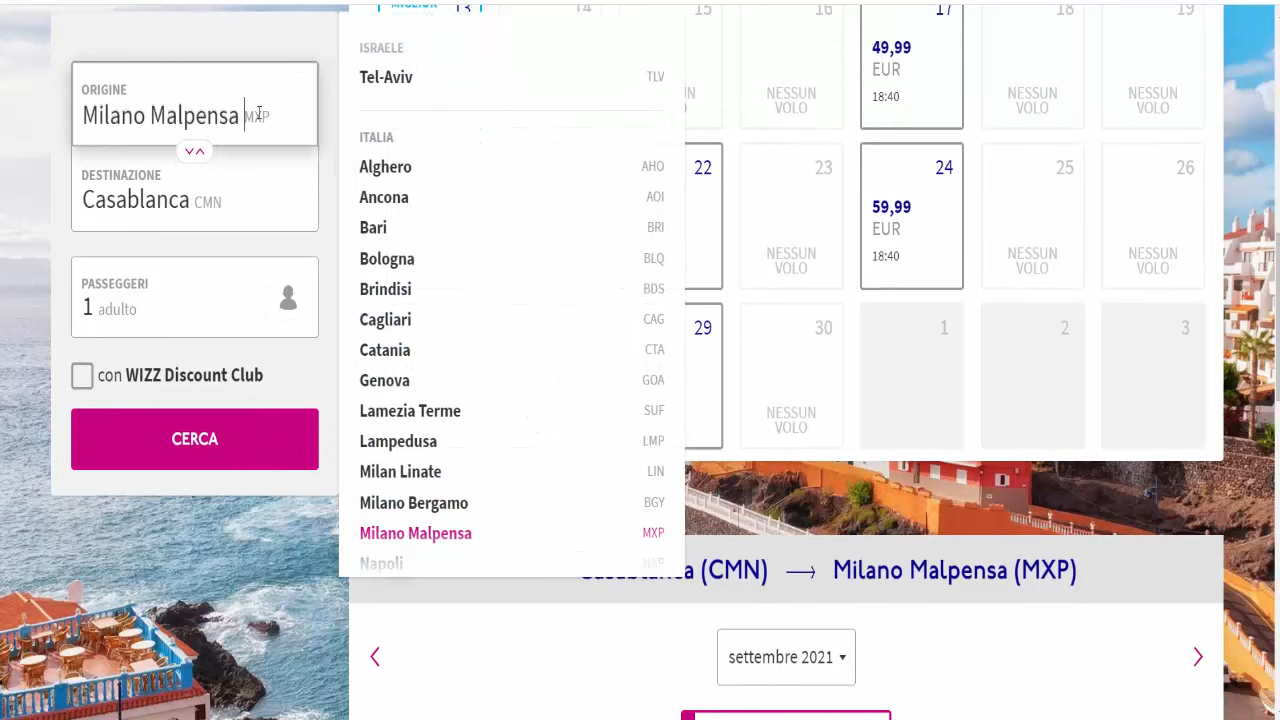 ORIGINE
Milano Malpensa MXP
DESTINAZIONE
Casablanca CMN
PASSEGGERI
1 adulto
con WIZZ Discount Club
CERCA
MIGLIOR
13 14 15 16 17 18 19
ISRAELE
Tel-Aviv TLV
ITALIA
Alghero AHO
Ancona AOI
Bari BRI
Bologna BLQ
Brindisi BDS
Cagliari CAG
Catania CTA
Genova GOA
Lamezia Terme SUF
Lampedusa LMP
Milan Linate LIN
Milano Bergamo BGY
Milano Malpensa MXP
Napoli NAP
NESSUN
VOLO
49,99
EUR
18:40
NESSUN
VOLO
NESSUN
VOLO
22 23 24 25 26
NESSUN
VOLO
59,99
EUR
18:40
NESSUN
VOLO
NESSUN
VOLO
29 30 1 2 3
NESSUN
VOLO
Casablanca (CMN) → Milano Malpensa (MXP)
settembre 2021